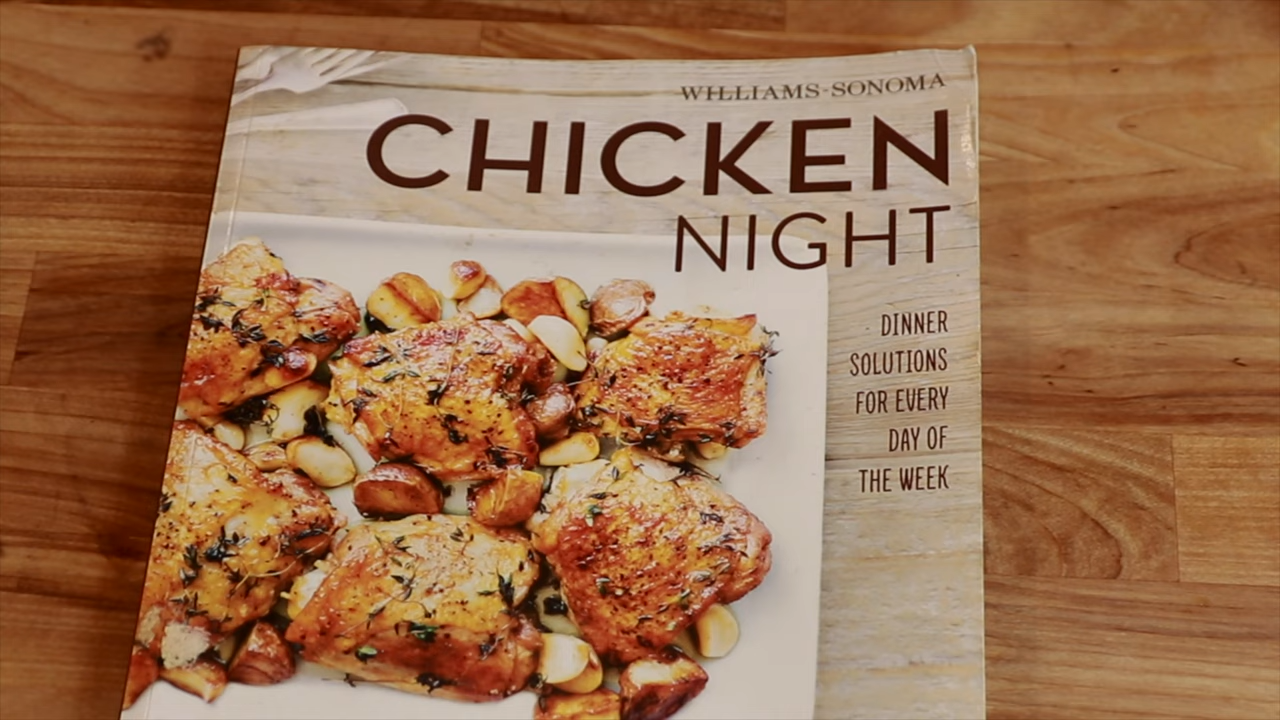 WILLIAMS-SONOMA
CHICKEN
NIGHT
DINNER
SOLUTIONS
FOR EVERY
DAY OF
THE WEEK